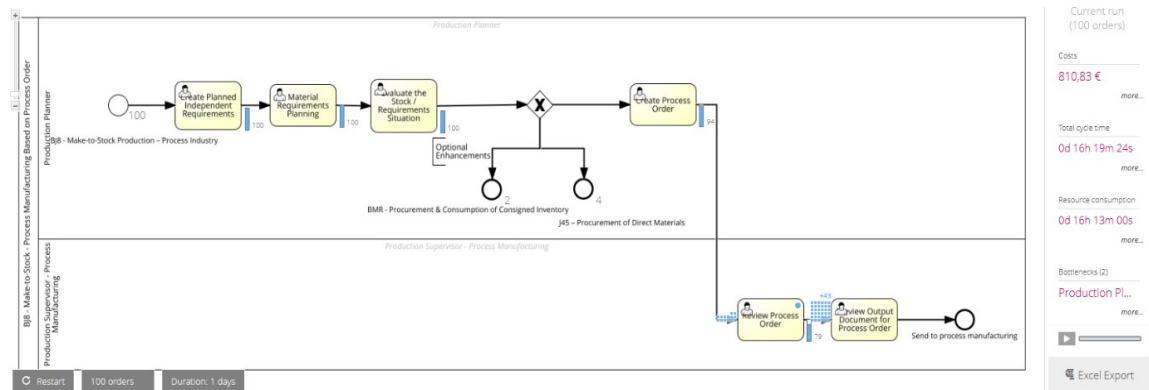 Current run
(100 orders)
Costs
810,83 €
more...
Total cycle time
0d 16h 19m 24s
more...
Resource consumption
0d 16h 13m 00s
more...
Bottlenecks (2)
Production Pl...
more...
Excel Export
BJ8 - Make-to-Stock - Process Manufacturing Based on Process Order
Production Planner
Production Planner
100
BJ8 - Make-to-Stock Production – Process Industry
Create Planned
Independent
Requirements
100
Material
Requirements
Planning
100
Evaluate the
Stock /
Requirements
Situation
100
Optional
Enhancements
X
2
BMR - Procurement & Consumption of Consigned Inventory
4
J45 – Procurement of Direct Materials
Create Process
Order
94
Production Supervisor - Process
Manufacturing
Production Supervisor - Process Manufacturing
Review Process
Order
79
+43
Review Output
Document for
Process Order
Send to process manufacturing
Restart
100 orders
Duration: 1 days